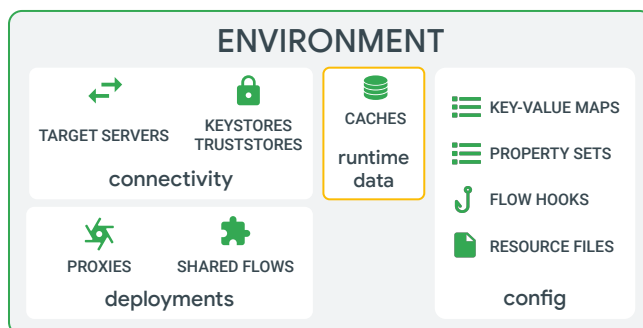 ENVIRONMENT
TARGET SERVERS
KEYSTORES
TRUSTSTORES
connectivity
CACHES
runtime
data
KEY-VALUE MAPS
PROPERTY SETS
FLOW HOOKS
RESOURCE FILES
config
PROXIES
SHARED FLOWS
deployments